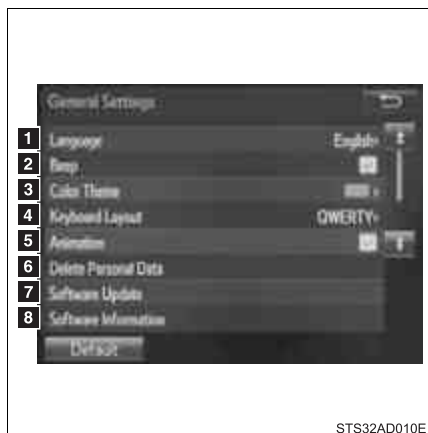 General Settings
1 Language English
2 Beep
3 Color Theme
4 Keyboard Layout QWERTY
5 Animation
6 Delete Personal Data
7 Software Update
8 Software Information
Default
STS32AD010E